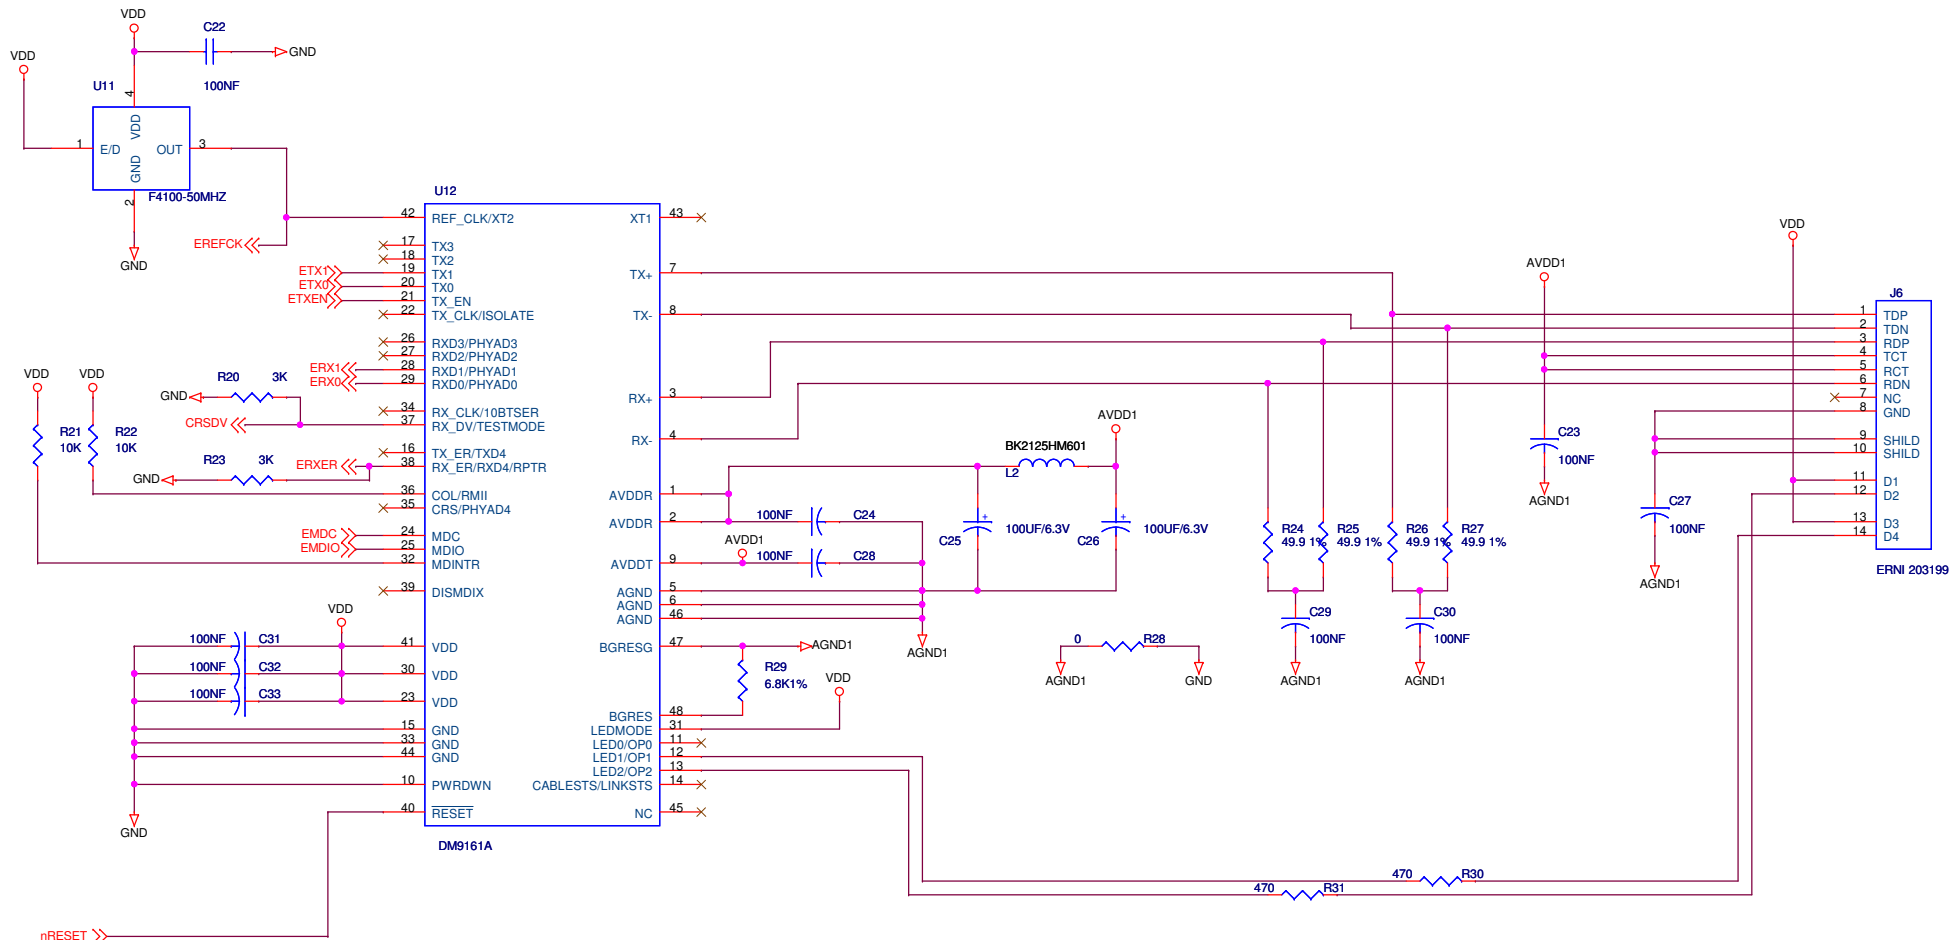 VDD
C22
GND
100NF
VDD
U11
4
VDD
1
E/D
OUT
3
GND
2
F4100-50MHZ
GND
EREFCK
U12
42
REF_CLK/XT2
XT1
43
17
TX3
18
TX2
ETX1
19
TX1
TX+
7
ETX0
20
TX0
ETXEN
21
TX_EN
22
TX_CLK/ISOLATE
TX-
8
26
RXD3/PHYAD3
27
RXD2/PHYAD2
ERX1
28
RXD1/PHYAD1
ERX0
29
RXD0/PHYAD0
VDD
VDD
R20
3K
GND
RX+
3
34
RX_CLK/10BTSER
CRSDV
37
RX_DV/TESTMODE
R21
10K
R22
10K
RX-
4
16
TX_ER/TXD4
R23
3K
ERXER
38
RX_ER/RXD4/RPTR
GND
36
COL/RMII
AVDDR
1
35
CRS/PHYAD4
AVDDR
2
EMDC
24
MDC
EMDIO
25
MDIO
32
MDINTR
AVDDT
9
39
DISMDIX
AGND
5
AGND
6
AGND
46
VDD
100NF
C31
41
VDD
BGRESG
47
100NF
C32
30
VDD
100NF
C33
23
VDD
BGRES
48
15
GND
LEDMODE
31
33
GND
LED0/OP0
11
44
GND
LED1/OP1
12
LED2/OP2
13
10
PWRDWN
CABLESTS/LINKSTS
14
40
RESET
NC
45
GND
DM9161A
nRESET
AVDD1
BK2125HM601
L2
100NF
C24
AVDD1
100NF
C28
C25
100UF/6.3V
C26
100UF/6.3V
AGND1
AGND1
R29
6.8K1%
VDD
0
R28
AGND1
GND
R24
49.9 1%
R25
49.9 1%
R26
49.9 1%
R27
49.9 1%
C29
100NF
AGND1
C30
100NF
AGND1
AVDD1
C23
100NF
AGND1
C27
100NF
AGND1
VDD
J6
1
TDP
2
TDN
3
RDP
4
TCT
5
RCT
6
RDN
7
NC
8
GND
9
SHILD
10
SHILD
11
D1
12
D2
13
D3
14
D4
ERNI 203199
470
R30
470
R31